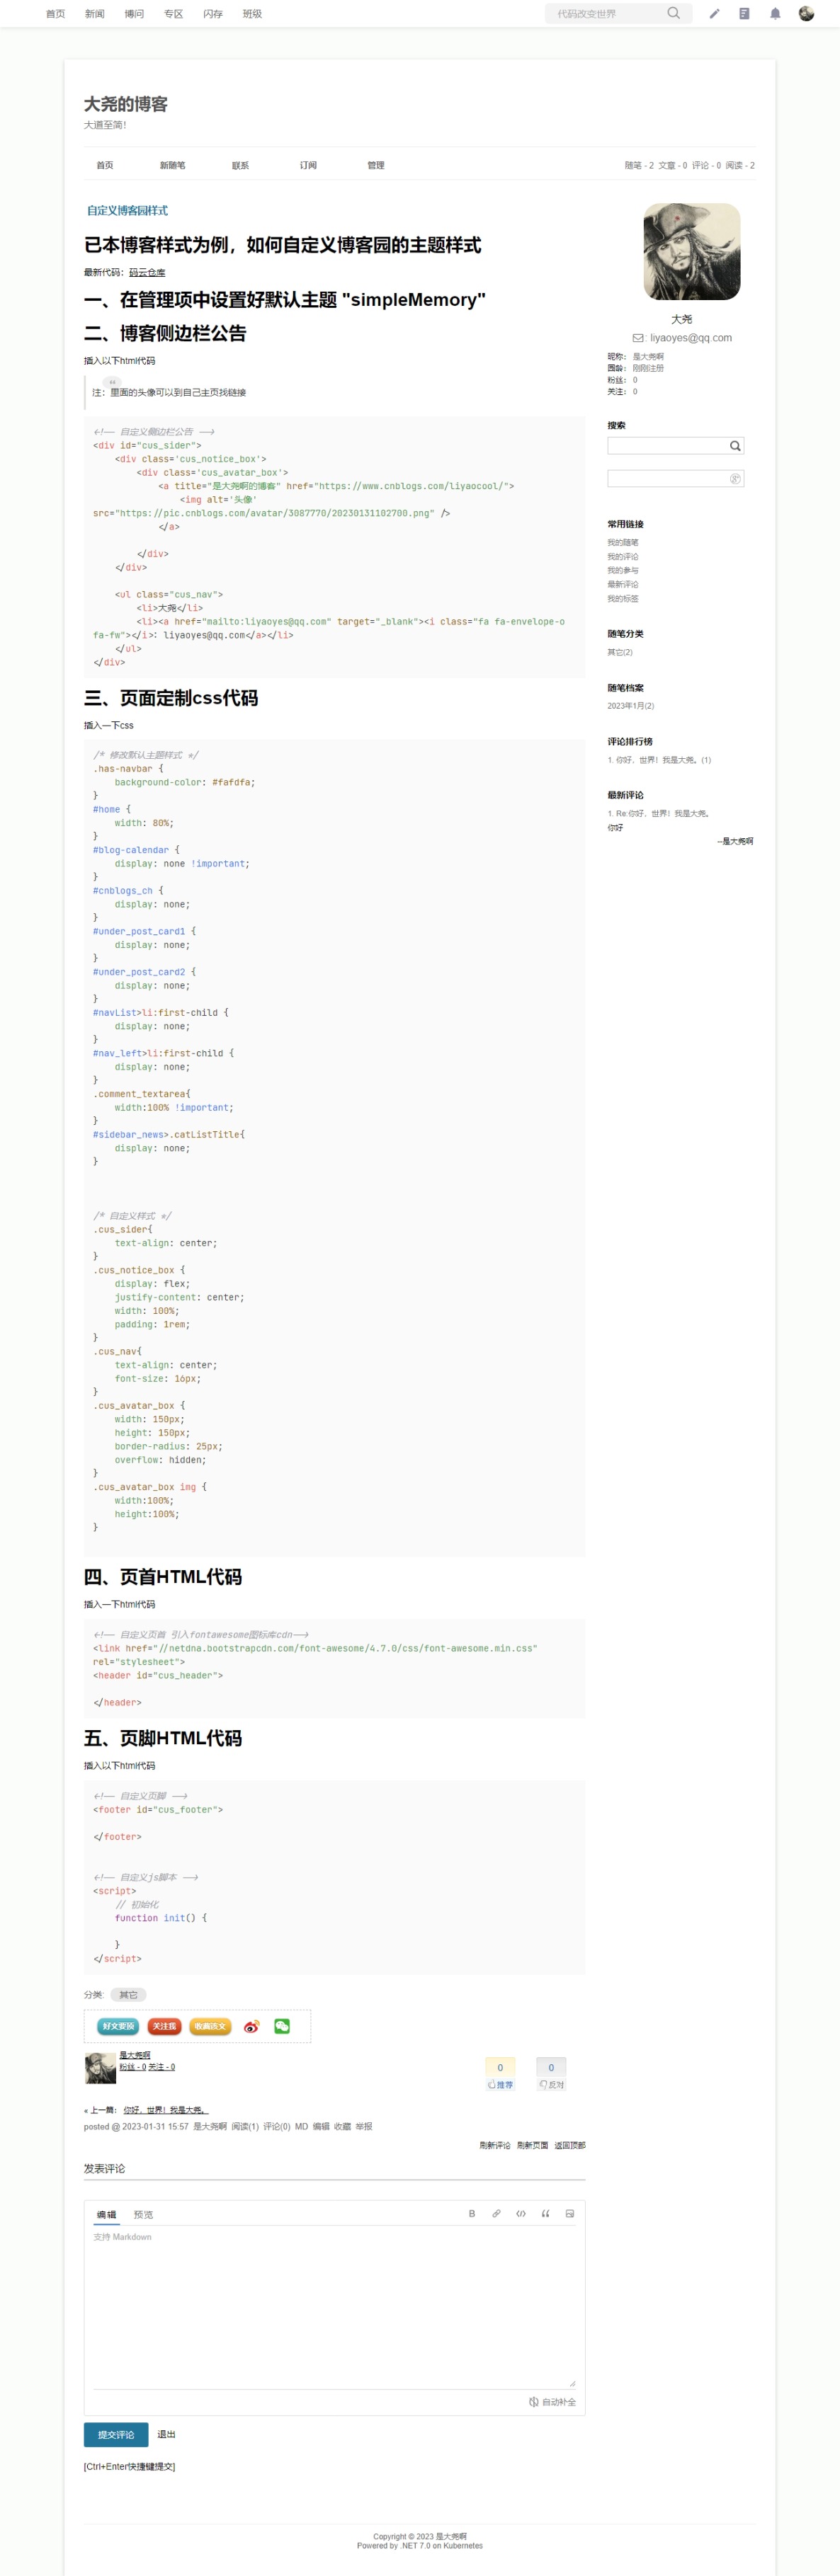 首页 新闻 博问 专区 闪存 班级
代码改变世界
大尧的博客
大道至简！
首页 新随笔 联系 订阅 管理
随笔 - 2 文章 - 0 评论 - 0 阅读 - 2
自定义博客园样式
已本博客样式为例，如何自定义博客园的主题样式
最新代码：码云仓库
一、在管理项中设置好默认主题 "simpleMemory"
二、博客侧边栏公告
插入以下html代码
注：里面的头像可以到自己主页找链接
<!-- 自定义侧边栏公告 -->
<div id="cus_sider">
    <div class='cus_notice_box'>
        <div class='cus_avatar_box'>
            <a title="是大尧啊的博客" href="https://www.cnblogs.com/liyaocool/">
                <img alt='头像'
src="https://pic.cnblogs.com/avatar/3087770/20230131102700.png" />
            </a>
        </div>
    </div>
    <ul class="cus_nav">
        <li>大尧</li>
        <li><a href="mailto:liyaoyes@qq.com" target="_blank"><i class="fa fa-envelope-o
fa-fw"></i>: liyaoyes@qq.com</a></li>
    </ul>
</div>
三、页面定制css代码
插入一下css
/* 修改默认主题样式 */
.has-navbar {
    background-color: #fafdfa;
}
#home {
    width: 80%;
}
#blog-calendar {
    display: none !important;
}
#cnblogs_ch {
    display: none;
}
#under_post_card1 {
    display: none;
}
#under_post_card2 {
    display: none;
}
#navList>li:first-child {
    display: none;
}
#nav_left>li:first-child {
    display: none;
}
.comment_textarea{
    width:100% !important;
}
#sidebar_news>.catListTitle{
    display: none;
}
/* 自定义样式 */
.cus_sider{
    text-align: center;
}
.cus_notice_box {
    display: flex;
    justify-content: center;
    width: 100%;
    padding: 1rem;
}
.cus_nav{
    text-align: center;
    font-size: 16px;
}
.cus_avatar_box {
    width: 150px;
    height: 150px;
    border-radius: 25px;
    overflow: hidden;
}
.cus_avatar_box img {
    width:100%;
    height:100%;
}
四、页首HTML代码
插入一下html代码
<!-- 自定义页首 引入fontawesome图标库cdn-->
<link href="//netdna.bootstrapcdn.com/font-awesome/4.7.0/css/font-awesome.min.css"
rel="stylesheet">
<header id="cus_header">
</header>
五、页脚HTML代码
插入以下html代码
<!-- 自定义页脚 -->
<footer id="cus_footer">
</footer>
<!-- 自定义js脚本 -->
<script>
    // 初始化
    function init() {
    }
</script>
分类: 其它
好文要顶 关注我 收藏该文
是大尧啊
粉丝 - 0 关注 - 0
0 0
推荐 反对
« 上一篇： 你好，世界！我是大尧。
posted @ 2023-01-31 15:57 是大尧啊 阅读(1) 评论(0) MD 编辑 收藏 举报
刷新评论 刷新页面 返回顶部
发表评论
编辑 预览 B
支持 Markdown
自动补全
提交评论 退出
[Ctrl+Enter快捷键提交]
大尧
: liyaoyes@qq.com
昵称： 是大尧啊
园龄： 刚刚注册
粉丝： 0
关注： 0
搜索
常用链接
我的随笔
我的评论
我的参与
最新评论
我的标签
随笔分类
其它(2)
随笔档案
2023年1月(2)
评论排行榜
1. 你好，世界！我是大尧。(1)
最新评论
1. Re:你好，世界！我是大尧。
你好
--是大尧啊
Copyright © 2023 是大尧啊
Powered by .NET 7.0 on Kubernetes